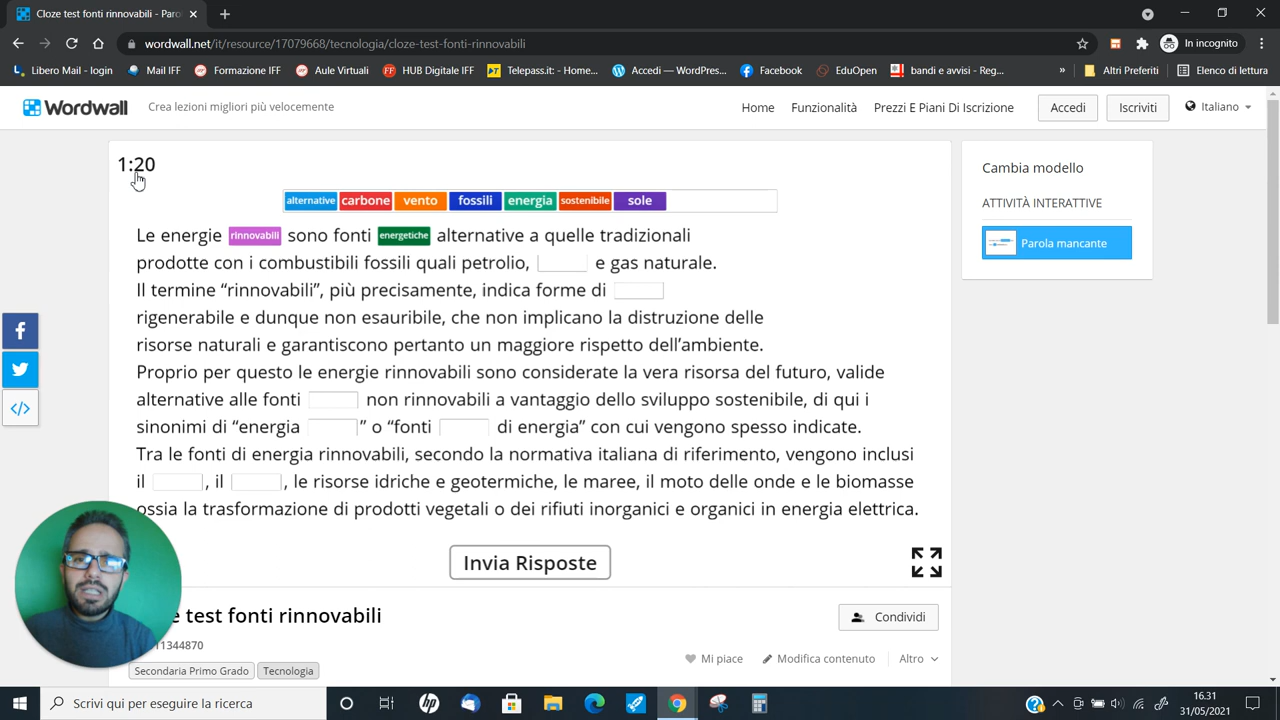 Cloze test fonti rinnovabili - Paro
wordwall.net/it/resource/17079668/tecnologia/cloze-test-fonti-rinnovabili
In incognito
Libero Mail - login
Mail IFF
Formazione IFF
Aule Virtuali
HUB Digitale IFF
Telepass.it: - Home...
Accedi — WordPres...
Facebook
EduOpen
bandi e avvisi - Reg...
»
Altri Preferiti
Elenco di lettura
Wordwall
Crea lezioni migliori più velocemente
Home
Funzionalità
Prezzi E Piani Di Iscrizione
Accedi
Iscriviti
Italiano
1:20
alternative carbone vento fossili energia sostenibile sole
Le energie rinnovabili sono fonti energetiche alternative a quelle tradizionali
prodotte con i combustibili fossili quali petrolio, e gas naturale.
Il termine “rinnovabili”, più precisamente, indica forme di
rigenerabile e dunque non esauribile, che non implicano la distruzione delle
risorse naturali e garantiscono pertanto un maggiore rispetto dell’ambiente.
Proprio per questo le energie rinnovabili sono considerate la vera risorsa del futuro, valide
alternative alle fonti non rinnovabili a vantaggio dello sviluppo sostenibile, di qui i
sinonimi di “energia ” o “fonti di energia” con cui vengono spesso indicate.
Tra le fonti di energia rinnovabili, secondo la normativa italiana di riferimento, vengono inclusi
il , il , le risorse idriche e geotermiche, le maree, il moto delle onde e le biomasse
ossia la trasformazione di prodotti vegetali o dei rifiuti inorganici e organici in energia elettrica.
Invia Risposte
Cambia modello
ATTIVITÀ INTERATTIVE
Parola mancante
test fonti rinnovabili
Condividi
11344870
Mi piace
Modifica contenuto
Altro
Secondaria Primo Grado
Tecnologia
Scrivi qui per eseguire la ricerca
16.31
31/05/2021